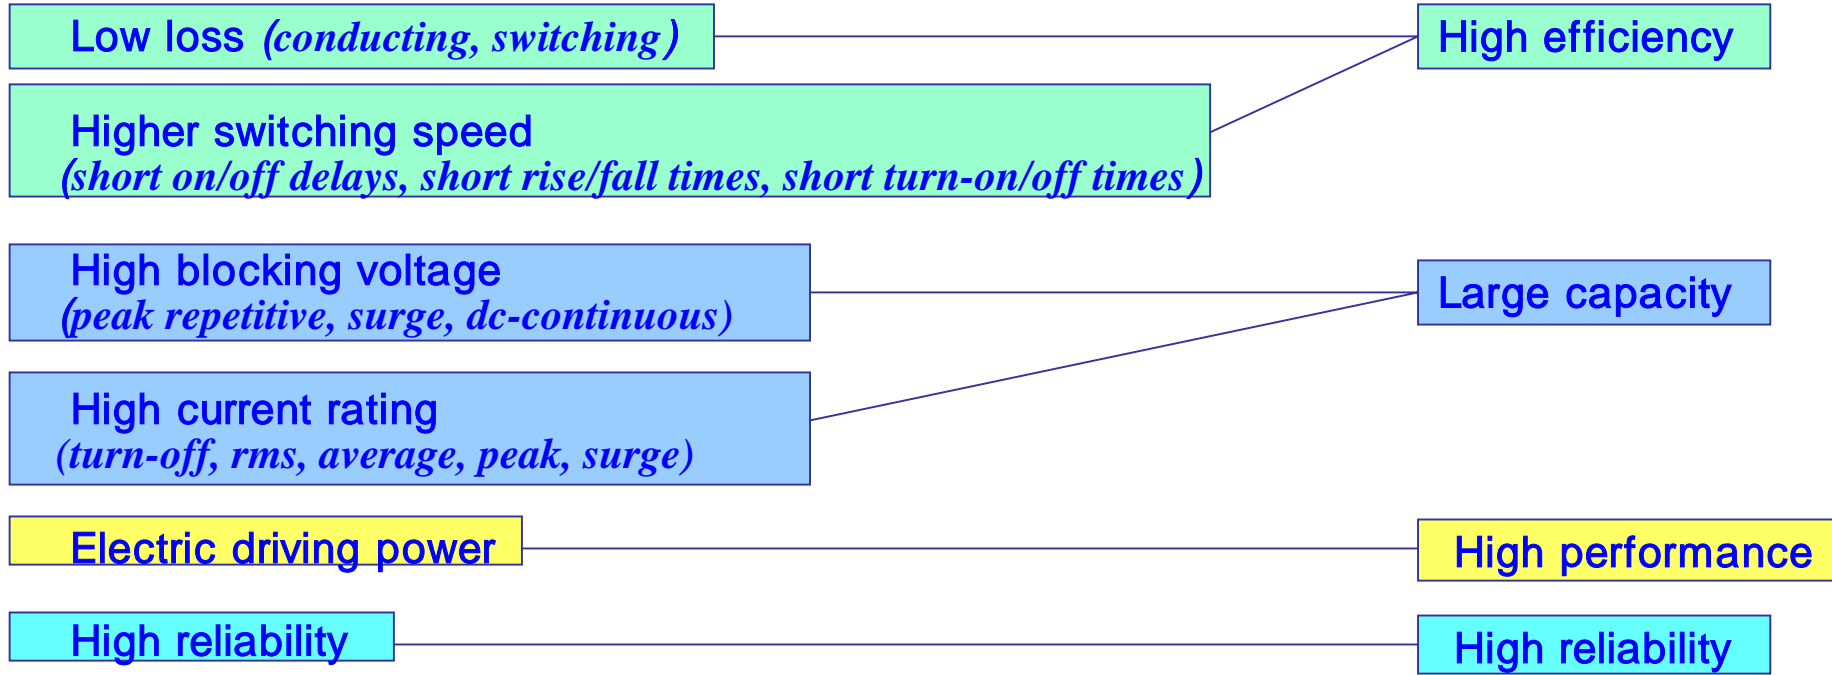 Low loss (conducting, switching)
High efficiency
Higher switching speed
(short on/off delays, short rise/fall times, short turn-on/off times)
High blocking voltage
(peak repetitive, surge, dc-continuous)
Large capacity
High current rating
(turn-off, rms, average, peak, surge)
Electric driving power
High performance
High reliability
High reliability